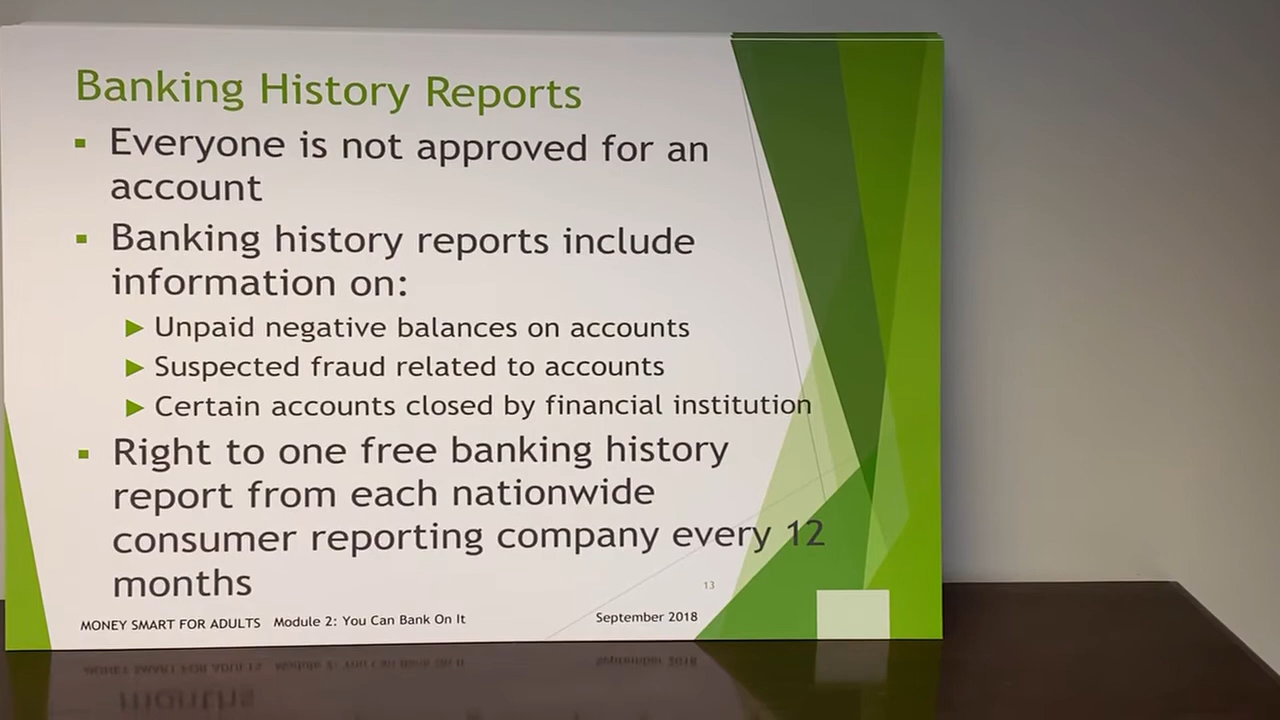 Banking History Reports
Everyone is not approved for an
account
Banking history reports include
information on:
Unpaid negative balances on accounts
Suspected fraud related to accounts
Certain accounts closed by financial institution
Right to one free banking history
report from each nationwide
consumer reporting company every 12
months
13
MONEY SMART FOR ADULTS Module 2: You Can Bank On It September 2018